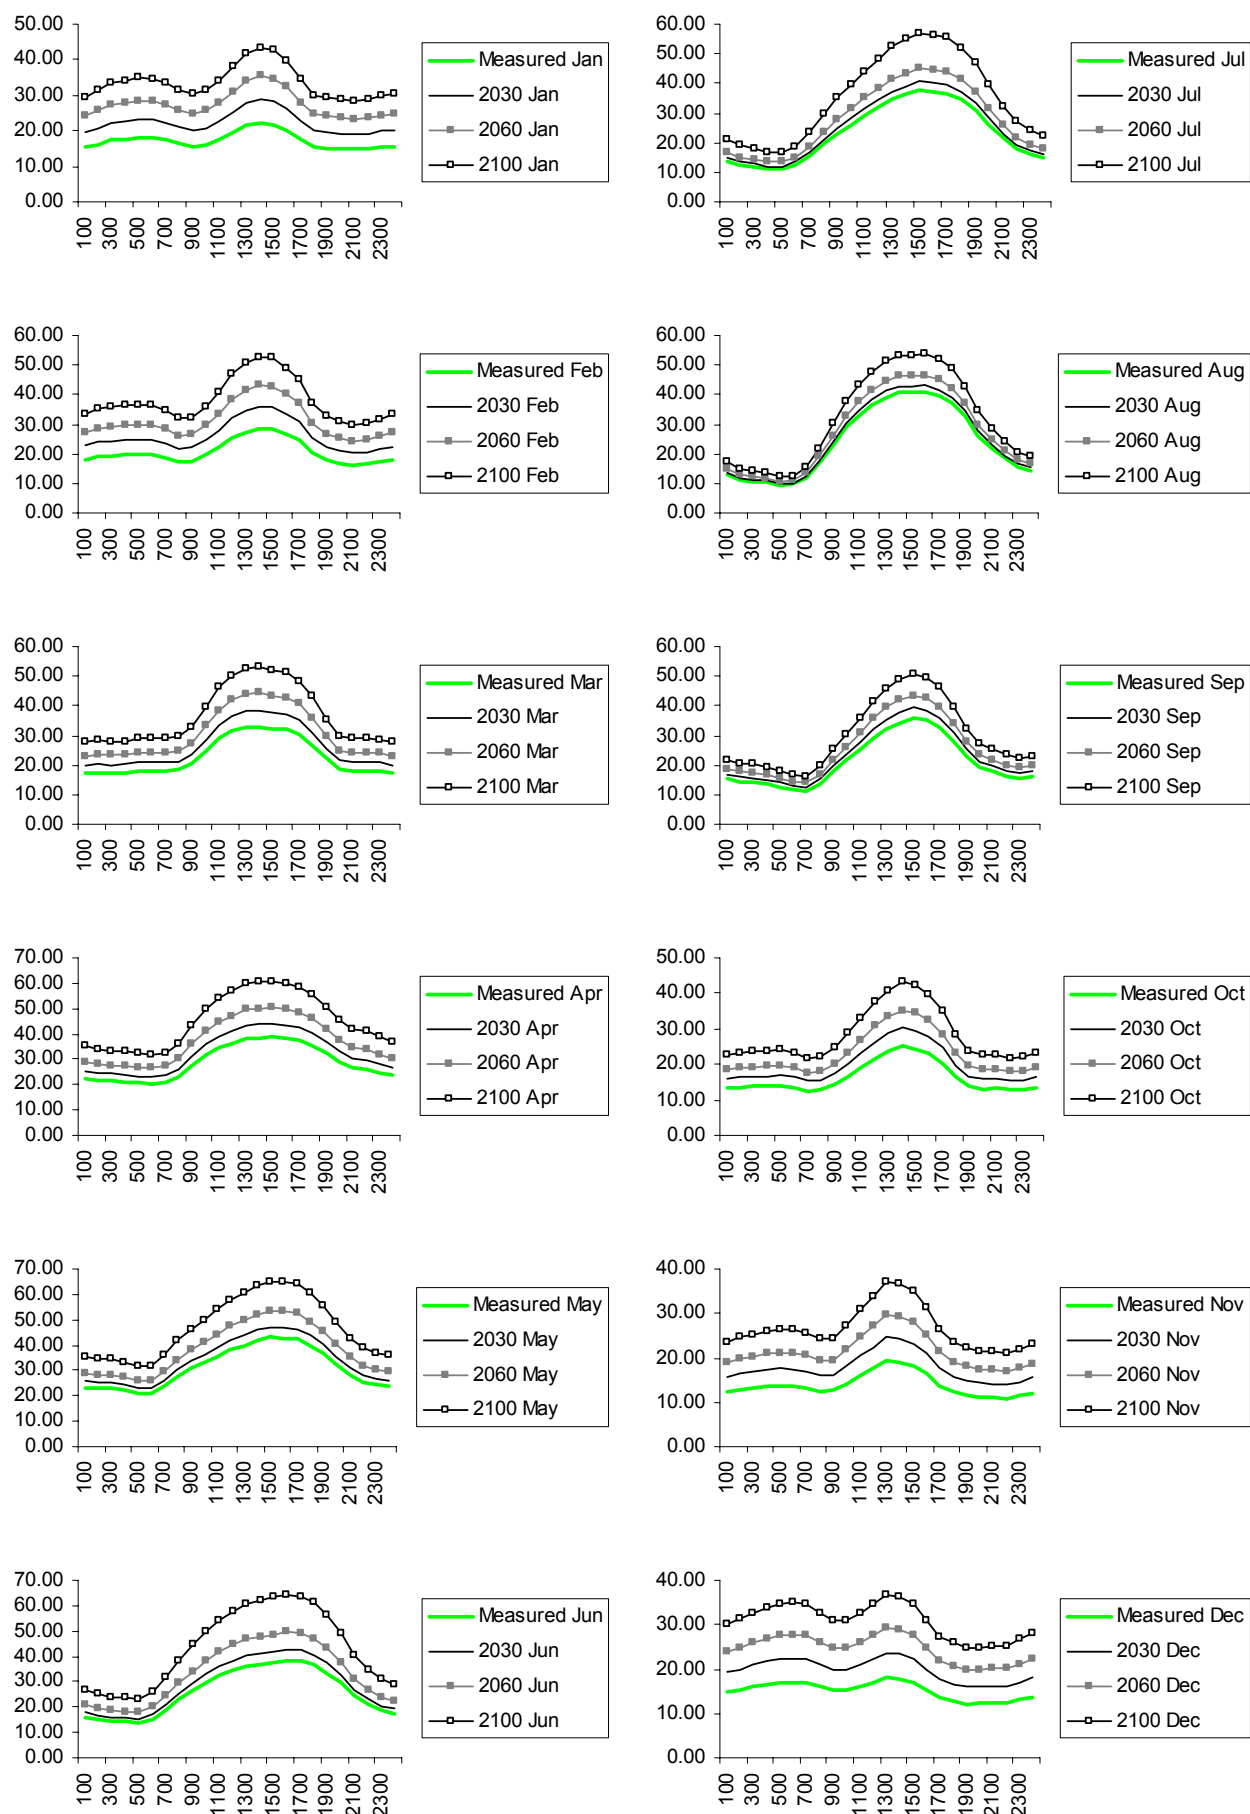 50.00
40.00
30.00
20.00
10.00
0.00
100 300 500 700 900 1100 1300 1500 1700 1900 2100 2300
Measured Jan
2030 Jan
2060 Jan
2100 Jan
60.00
50.00
40.00
30.00
20.00
10.00
0.00
100 300 500 700 900 1100 1300 1500 1700 1900 2100 2300
Measured Jul
2030 Jul
2060 Jul
2100 Jul
60.00
50.00
40.00
30.00
20.00
10.00
0.00
100 300 500 700 900 1100 1300 1500 1700 1900 2100 2300
Measured Feb
2030 Feb
2060 Feb
2100 Feb
60.00
50.00
40.00
30.00
20.00
10.00
0.00
100 300 500 700 900 1100 1300 1500 1700 1900 2100 2300
Measured Aug
2030 Aug
2060 Aug
2100 Aug
60.00
50.00
40.00
30.00
20.00
10.00
0.00
100 300 500 700 900 1100 1300 1500 1700 1900 2100 2300
Measured Mar
2030 Mar
2060 Mar
2100 Mar
60.00
50.00
40.00
30.00
20.00
10.00
0.00
100 300 500 700 900 1100 1300 1500 1700 1900 2100 2300
Measured Sep
2030 Sep
2060 Sep
2100 Sep
70.00
60.00
50.00
40.00
30.00
20.00
10.00
0.00
100 300 500 700 900 1100 1300 1500 1700 1900 2100 2300
Measured Apr
2030 Apr
2060 Apr
2100 Apr
50.00
40.00
30.00
20.00
10.00
0.00
100 300 500 700 900 1100 1300 1500 1700 1900 2100 2300
Measured Oct
2030 Oct
2060 Oct
2100 Oct
70.00
60.00
50.00
40.00
30.00
20.00
10.00
0.00
100 300 500 700 900 1100 1300 1500 1700 1900 2100 2300
Measured May
2030 May
2060 May
2100 May
40.00
30.00
20.00
10.00
0.00
100 300 500 700 900 1100 1300 1500 1700 1900 2100 2300
Measured Nov
2030 Nov
2060 Nov
2100 Nov
70.00
60.00
50.00
40.00
30.00
20.00
10.00
0.00
100 300 500 700 900 1100 1300 1500 1700 1900 2100 2300
Measured Jun
2030 Jun
2060 Jun
2100 Jun
40.00
30.00
20.00
10.00
0.00
100 300 500 700 900 1100 1300 1500 1700 1900 2100 2300
Measured Dec
2030 Dec
2060 Dec
2100 Dec